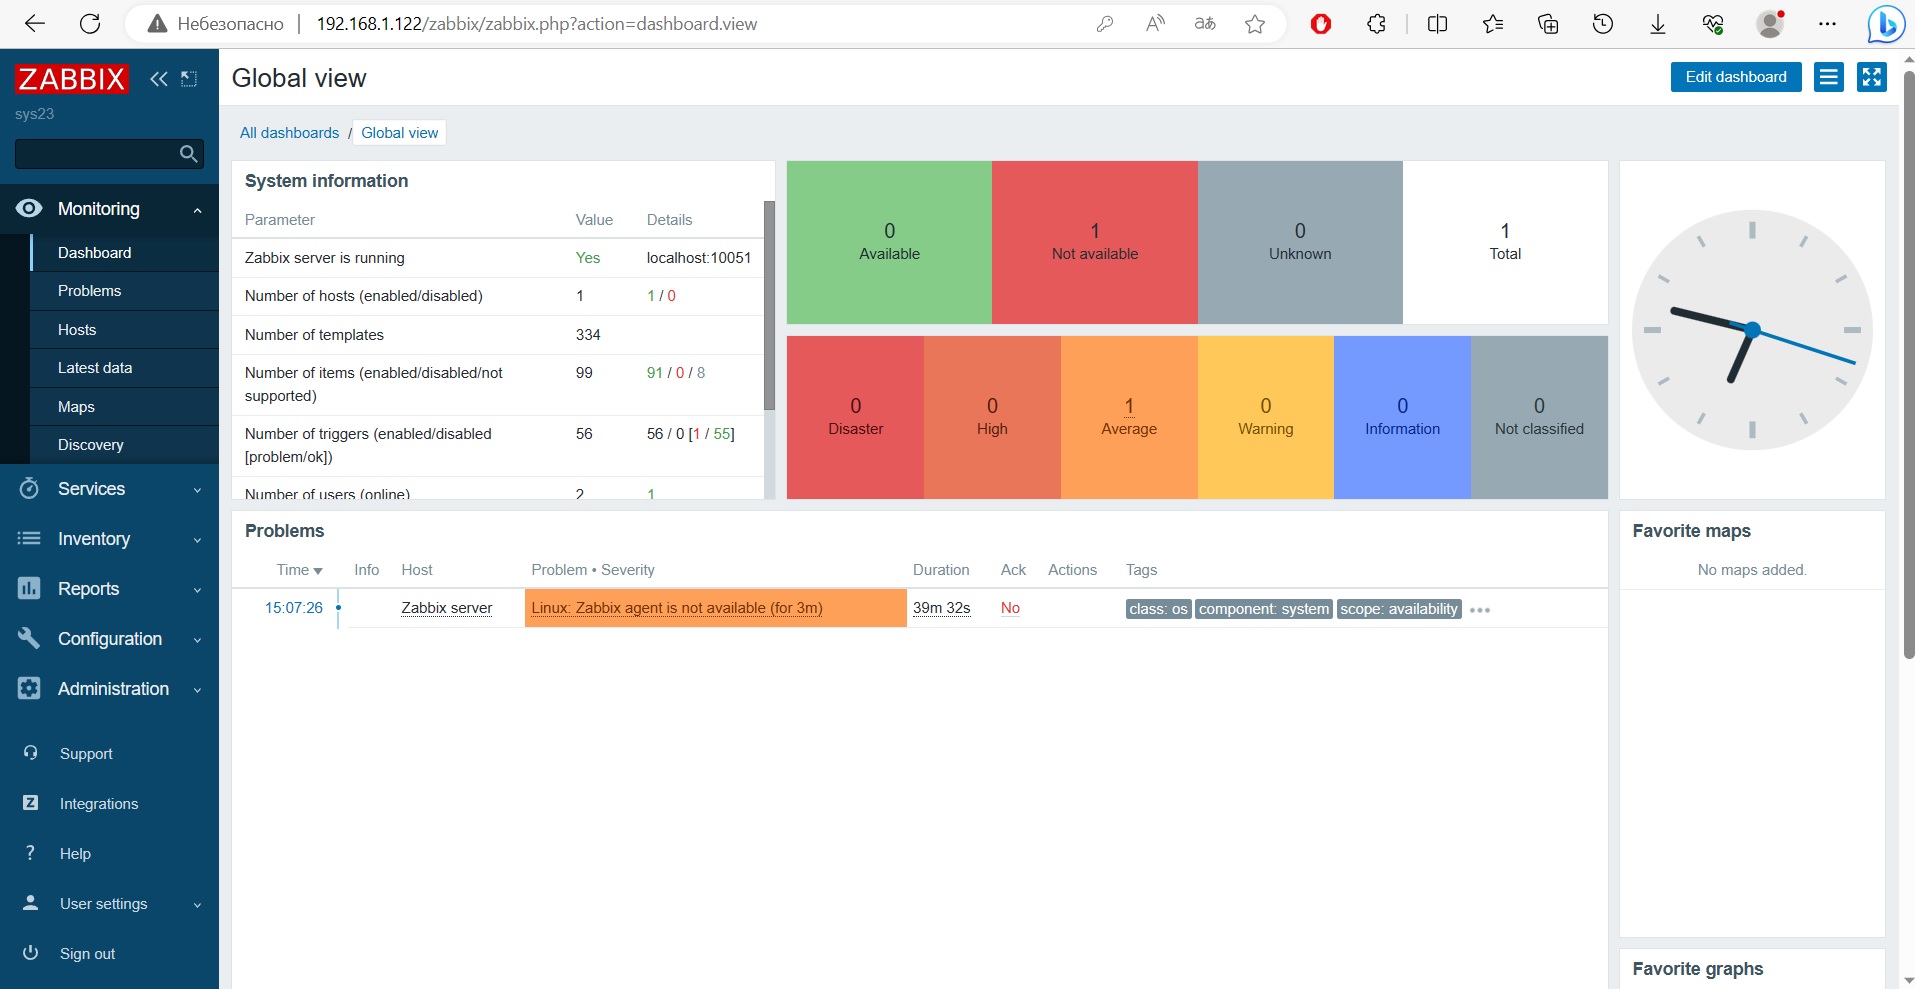 Небезопасно 192.168.1.122/zabbix/zabbix.php?action=dashboard.view
ZABBIX
sys23
Monitoring
Dashboard
Problems
Hosts
Latest data
Maps
Discovery
Services
Inventory
Reports
Configuration
Administration
Support
Integrations
Help
User settings
Sign out
Global view
Edit dashboard
All dashboards / Global view
System information
Parameter Value Details
Zabbix server is running Yes localhost:10051
Number of hosts (enabled/disabled) 1 1 / 0
Number of templates 334
Number of items (enabled/disabled/not supported) 99 91 / 0 / 8
Number of triggers (enabled/disabled [problem/ok]) 56 56 / 0 [1 / 55]
Number of users (online) 2 1
0 Available
1 Not available
0 Unknown
1 Total
0 Disaster
0 High
1 Average
0 Warning
0 Information
0 Not classified
Problems
Time Info Host Problem • Severity Duration Ack Actions Tags
15:07:26 Zabbix server Linux: Zabbix agent is not available (for 3m) 39m 32s No class: os component: system scope: availability
Favorite maps
No maps added.
Favorite graphs